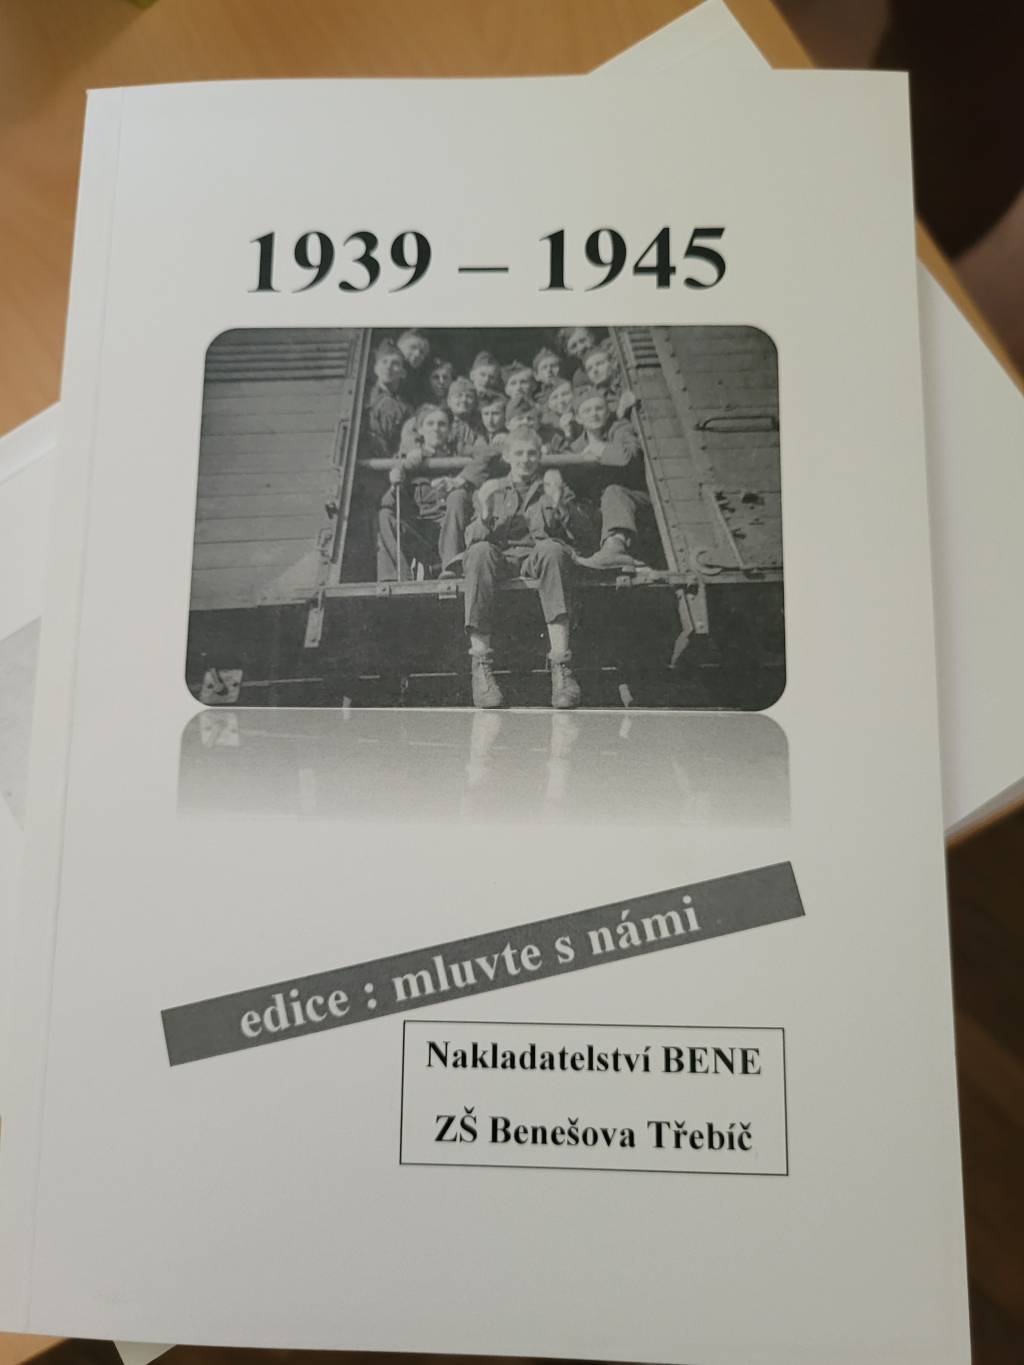 1939 – 1945
edice : mluvte s námi
Nakladatelství BENE
ZŠ Benešova Třebíč